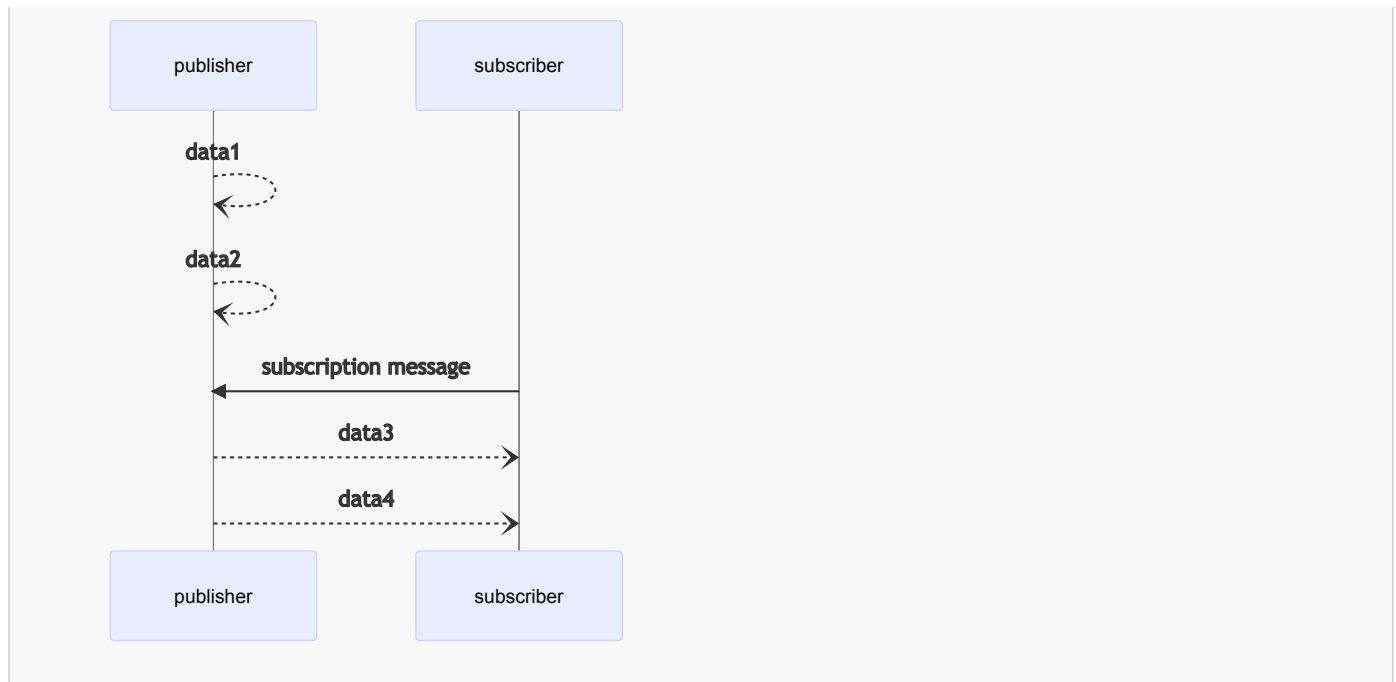 publisher
subscriber
data1
data2
subscription message
data3
data4
publisher
subscriber